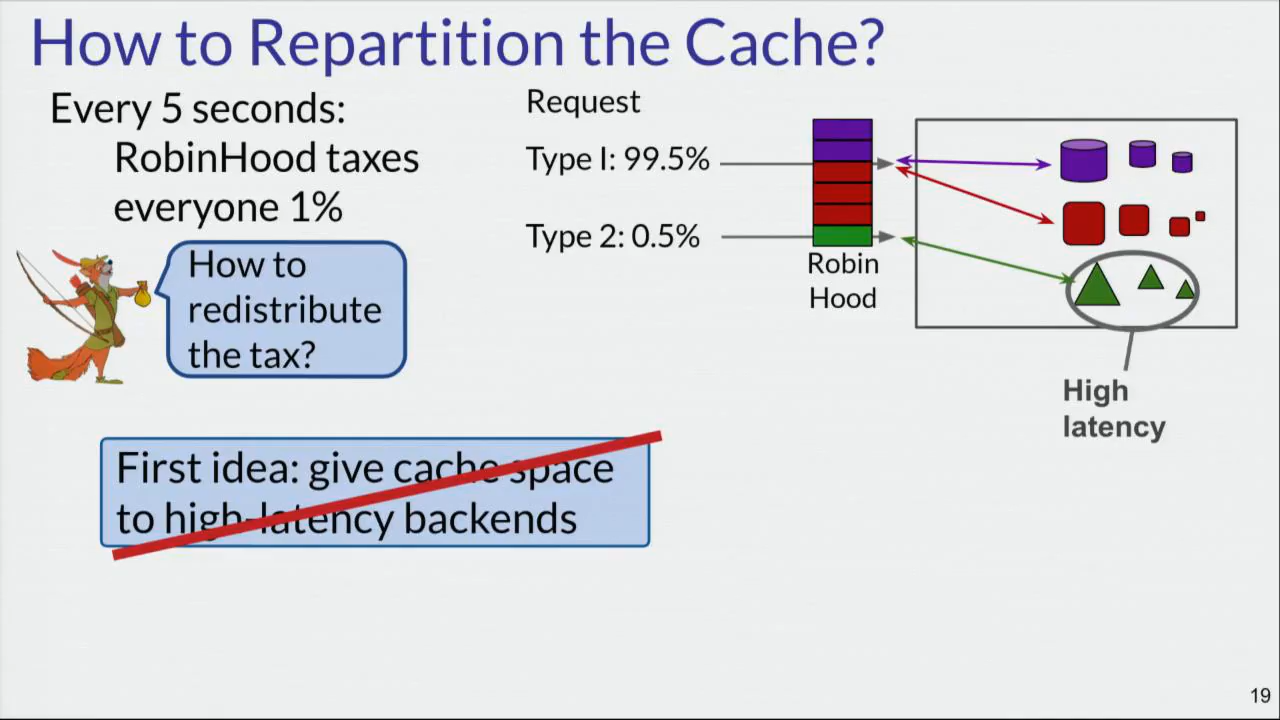 How to Repartition the Cache?
Every 5 seconds:
RobinHood taxes
everyone 1%
How to
redistribute
the tax?
Request
Type I: 99.5%
Type 2: 0.5%
Robin
Hood
High
latency
First idea: give cache space
to high-latency backends
19